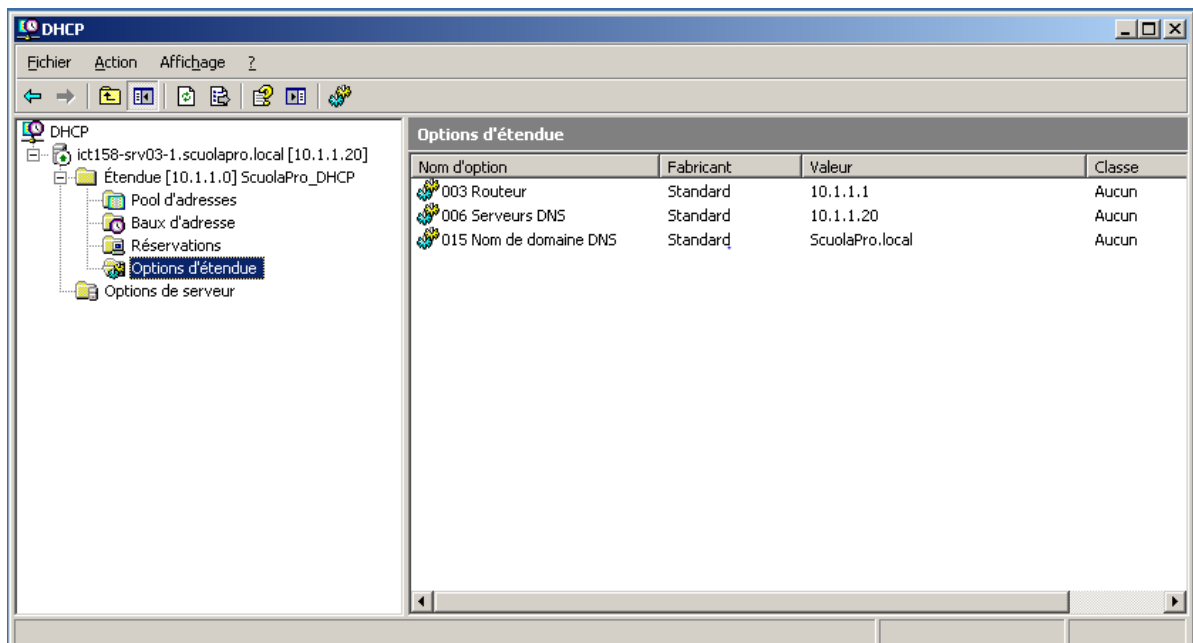 DHCP
Fichier Action Affichage ?
DHCP
ict158-srv03-1.scuolapro.local [10.1.1.20]
Étendue [10.1.1.0] ScuolaPro_DHCP
Pool d'adresses
Baux d'adresse
Réservations
Options d'étendue
Options de serveur
Options d'étendue
Nom d'option Fabricant Valeur Classe
003 Routeur Standard 10.1.1.1 Aucun
006 Serveurs DNS Standard 10.1.1.20 Aucun
015 Nom de domaine DNS Standard ScuolaPro.local Aucun